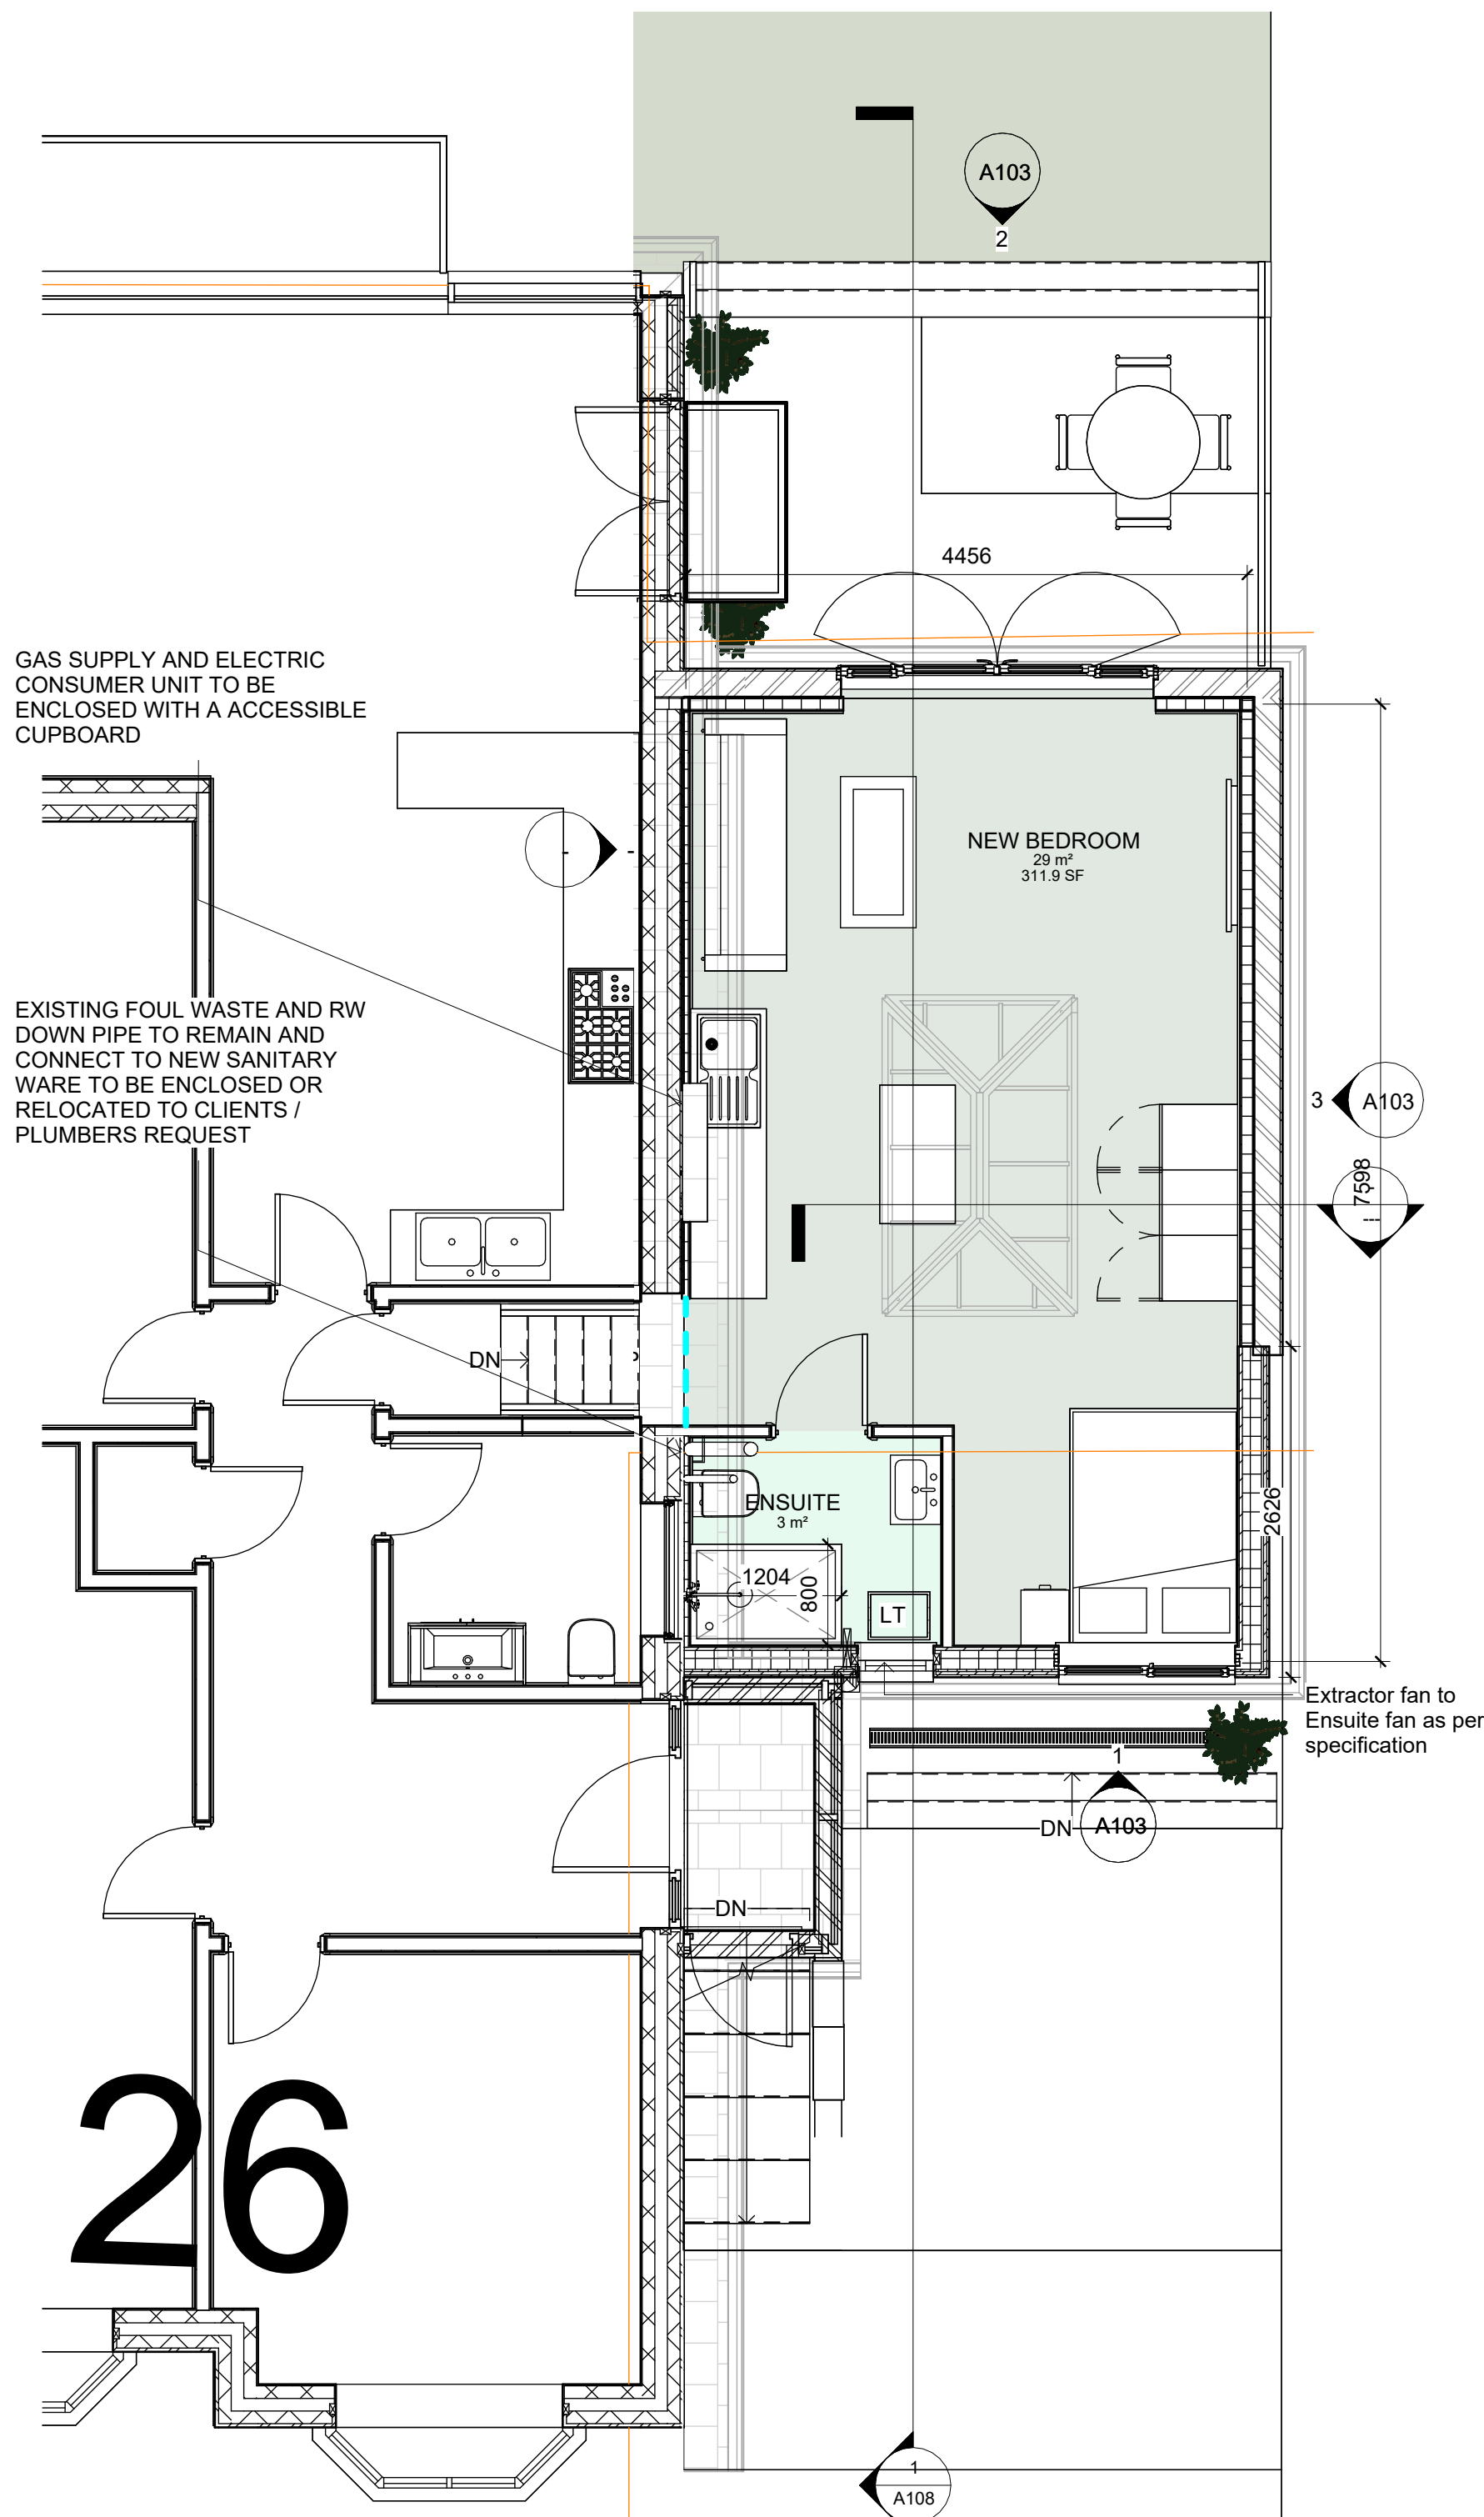 A103
2
4456
GAS SUPPLY AND ELECTRIC
CONSUMER UNIT TO BE
ENCLOSED WITH A ACCESSIBLE
CUPBOARD
NEW BEDROOM
29 m²
311.9 SF
-
-
EXISTING FOUL WASTE AND RW
DOWN PIPE TO REMAIN AND
CONNECT TO NEW SANITARY
WARE TO BE ENCLOSED OR
RELOCATED TO CLIENTS /
PLUMBERS REQUEST
3
A103
7598
---
DN
ENSUITE
3 m²
2626
1204
800
LT
Extractor fan to
Ensuite fan as per
specification
1
DN
A103
DN
26
1
A108